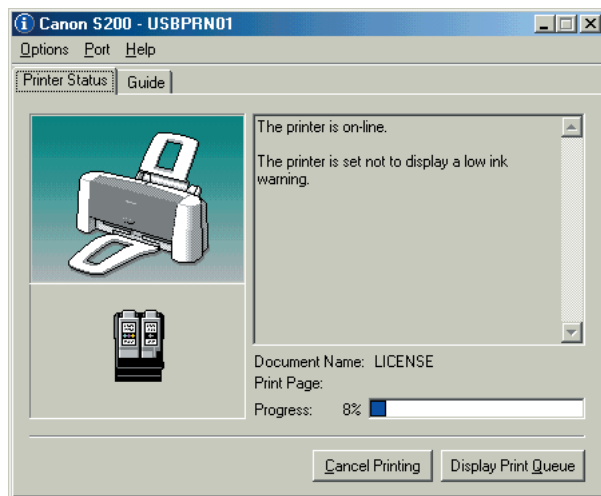 Canon S200 - USBPRN01
Options Port Help
Printer Status Guide
The printer is on-line.
The printer is set not to display a low ink
warning.
Document Name: LICENSE
Print Page:
Progress: 8%
Cancel Printing Display Print Queue